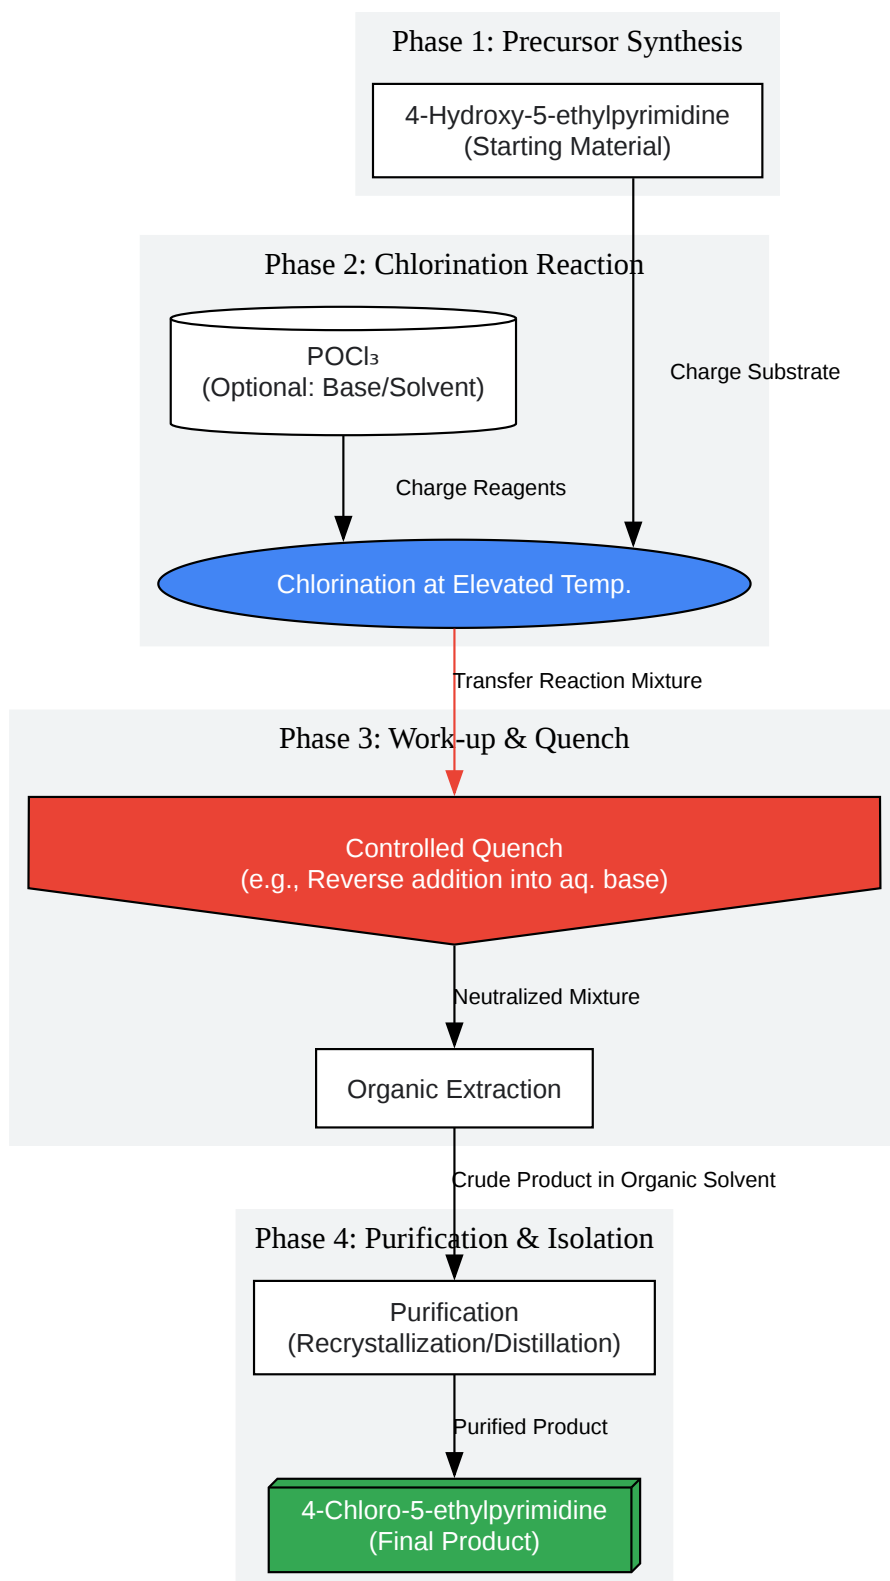 Phase 1: Precursor Synthesis
4-Hydroxy-5-ethylpyrimidine
(Starting Material)
Phase 2: Chlorination Reaction
POCl₃
(Optional: Base/Solvent)
Charge Substrate
Charge Reagents
Chlorination at Elevated Temp.
Transfer Reaction Mixture
Phase 3: Work-up & Quench
Controlled Quench
(e.g., Reverse addition into aq. base)
Neutralized Mixture
Organic Extraction
Crude Product in Organic Solvent
Phase 4: Purification & Isolation
Purification
(Recrystallization/Distillation)
Purified Product
4-Chloro-5-ethylpyrimidine
(Final Product)